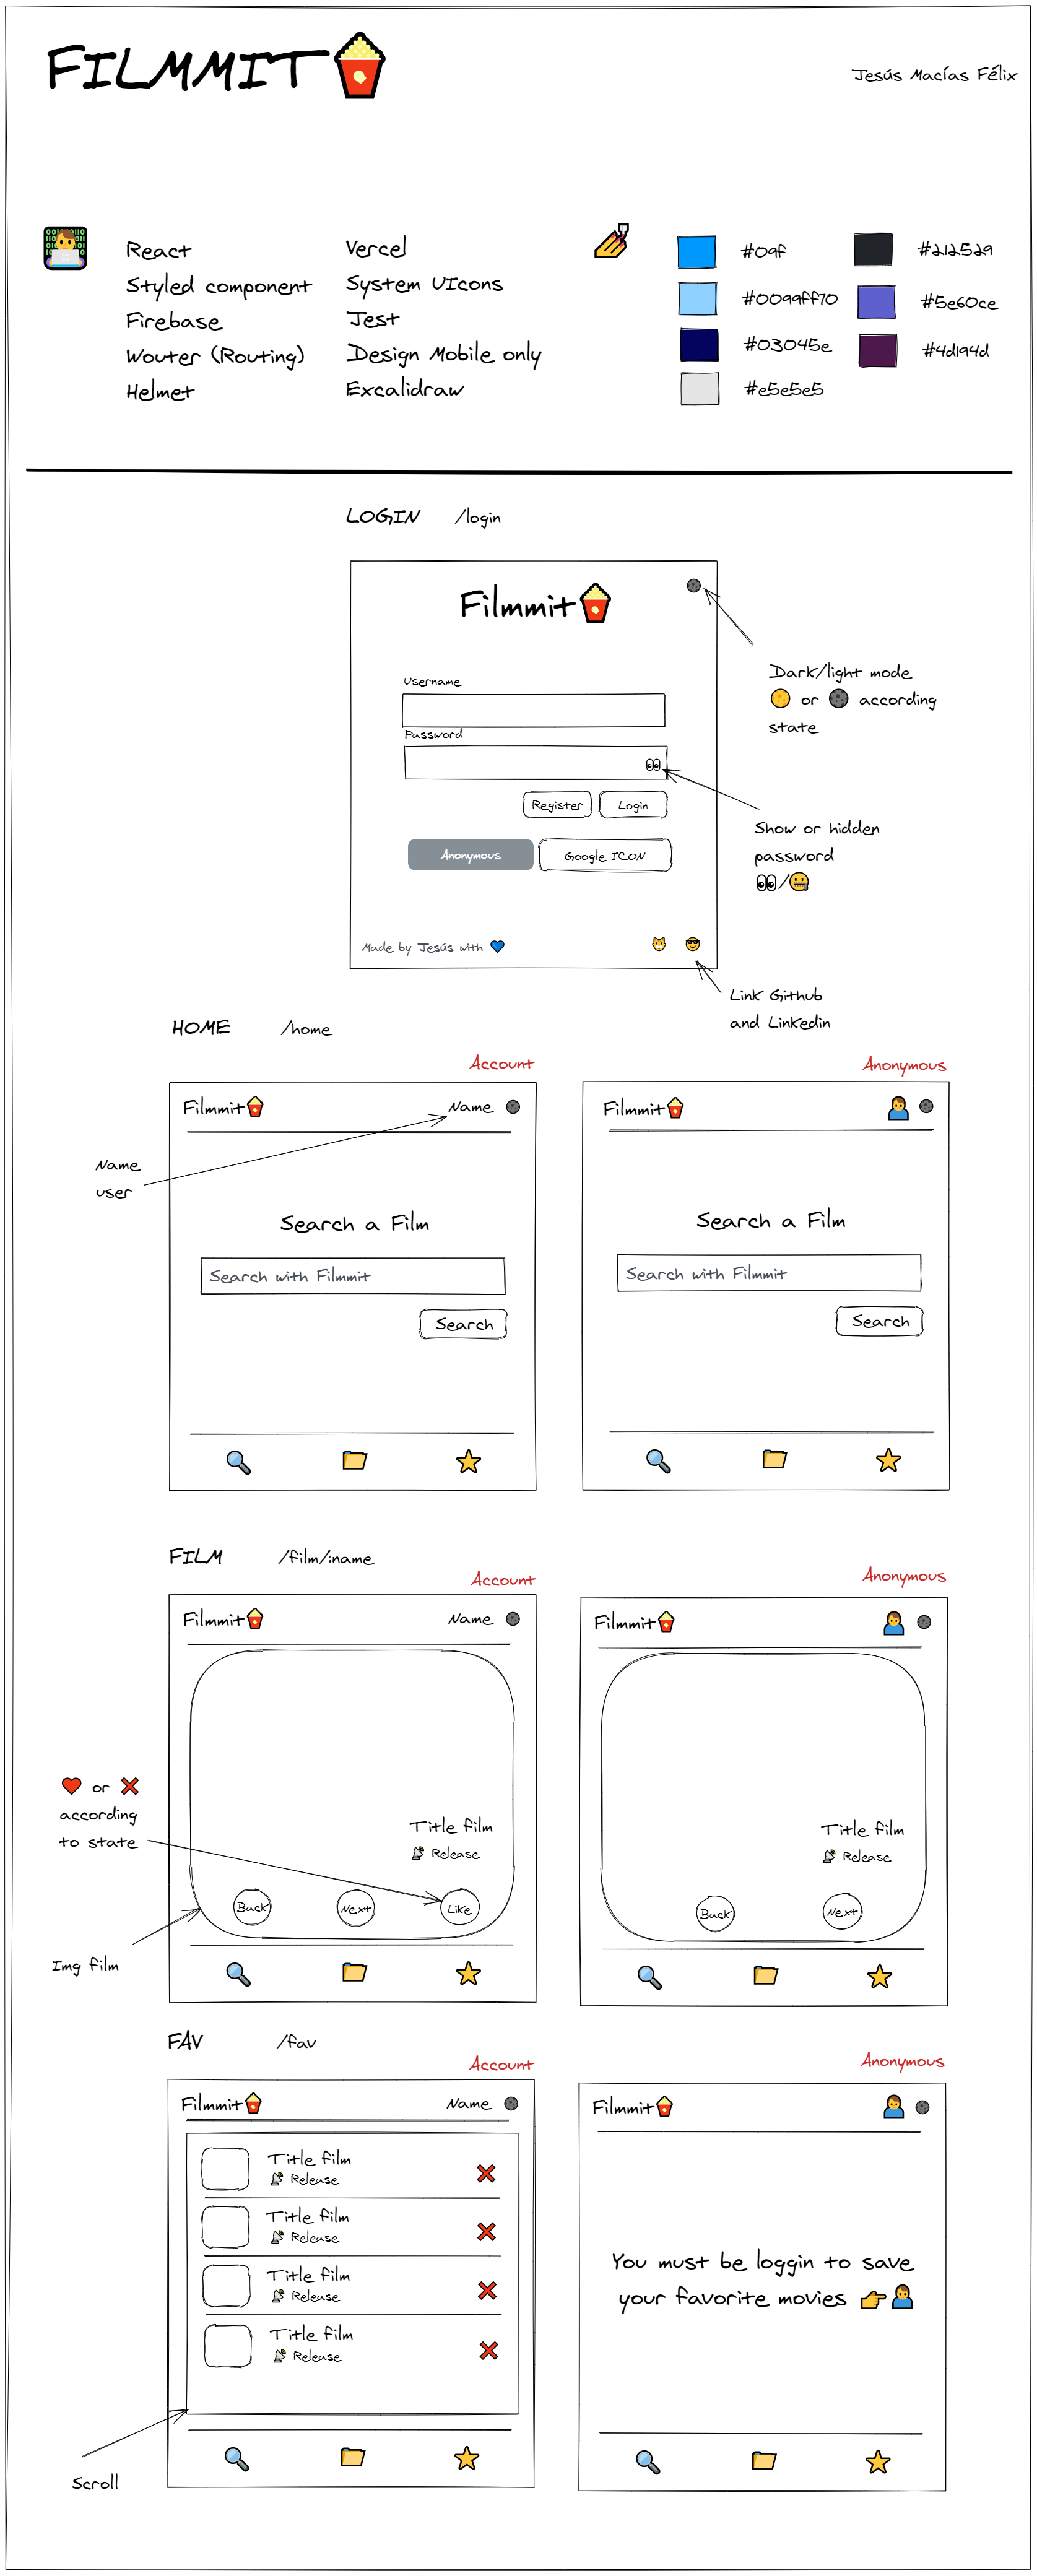 FILMMIT
Jesús Macías Félix
React
Styled component
Firebase
Wouter (Routing)
Helmet
Vercel
System UIcons
Jest
Design Mobile only
Excalidraw
#09f
#0099ff70
#03045e
#e5e5e5
#212529
#5e60ce
#4d194d
LOGIN /login
Filmmit
Username
Password
Register Login
Anonymous Google ICON
Made by Jesús with
Dark/light mode
or according
state
Show or hidden
password
/
Link Github
and Linkedin
HOME /home
Account
Filmmit Name
Name
user
Search a Film
Search with Filmmit
Search
Anonymous
Filmmit
Search a Film
Search with Filmmit
Search
FILM /film/:name
Account
Filmmit Name
or
according
to state
Title film
Release
Back Next Like
Img film
Anonymous
Filmmit
Title film
Release
Back Next
FAV /fav
Account
Filmmit Name
Title film
Release
Title film
Release
Title film
Release
Title film
Release
Scroll
Anonymous
Filmmit
You must be loggin to save
your favorite movies